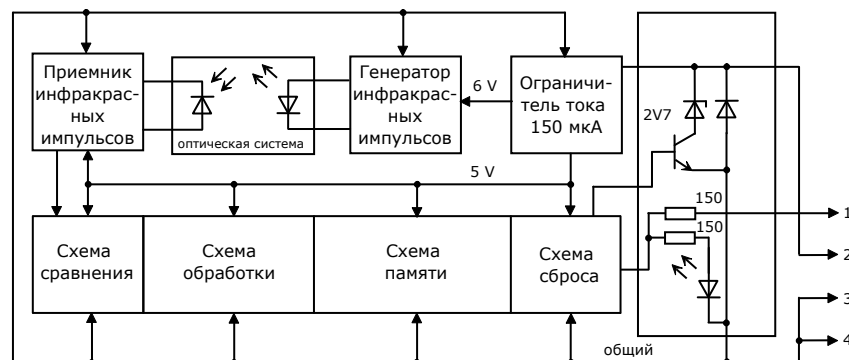 Приемник
инфракрас-
ных
импульсов
оптическая система
Генератор
инфракрас-
ных
импульсов
6 V
Ограничи-
тель тока
150 мкА
2V7
5 V
150
1
150
Схема
сравнения
Схема
обработки
Схема
памяти
Схема
сброса
2
3
общий
4